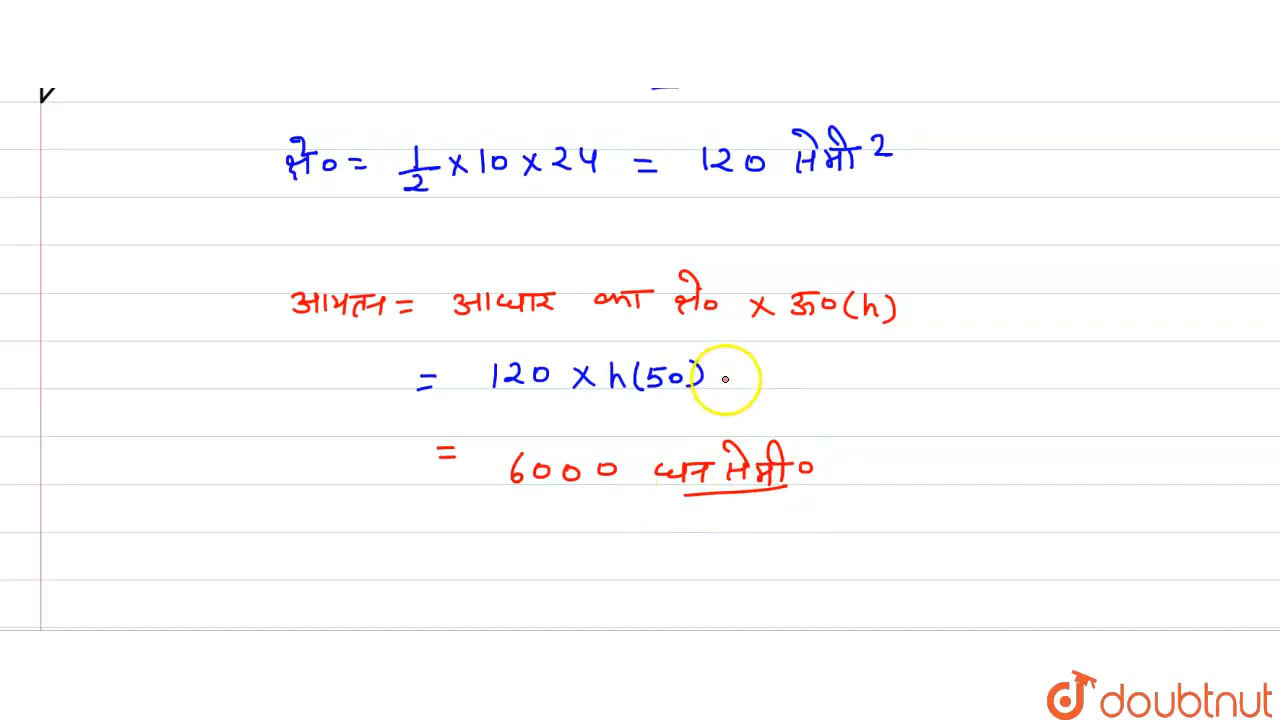 क्षे० = 1/2 × 10 × 24 = 120 सेमी²
आयतन = आधार का क्षे० × ऊ०(h)
= 120 × h(50)
= 6000 घन सेमी०
doubtnut